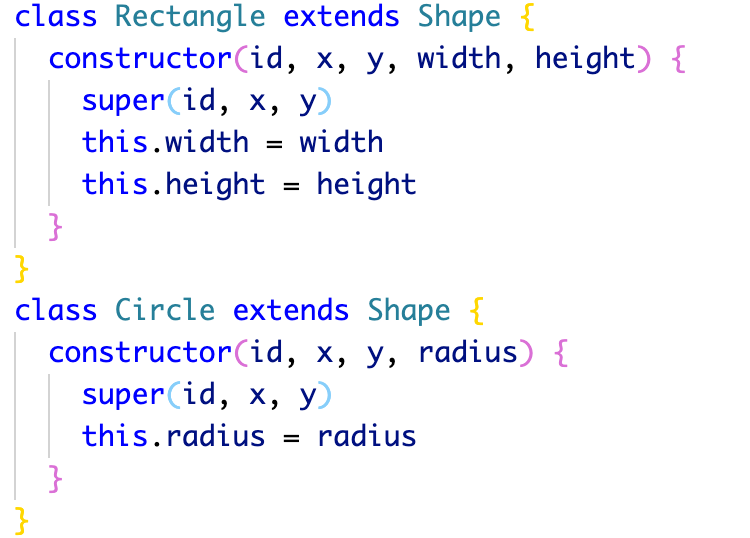 class Rectangle extends Shape {
  constructor(id, x, y, width, height) {
    super(id, x, y)
    this.width = width
    this.height = height
  }
}
class Circle extends Shape {
  constructor(id, x, y, radius) {
    super(id, x, y)
    this.radius = radius
  }
}